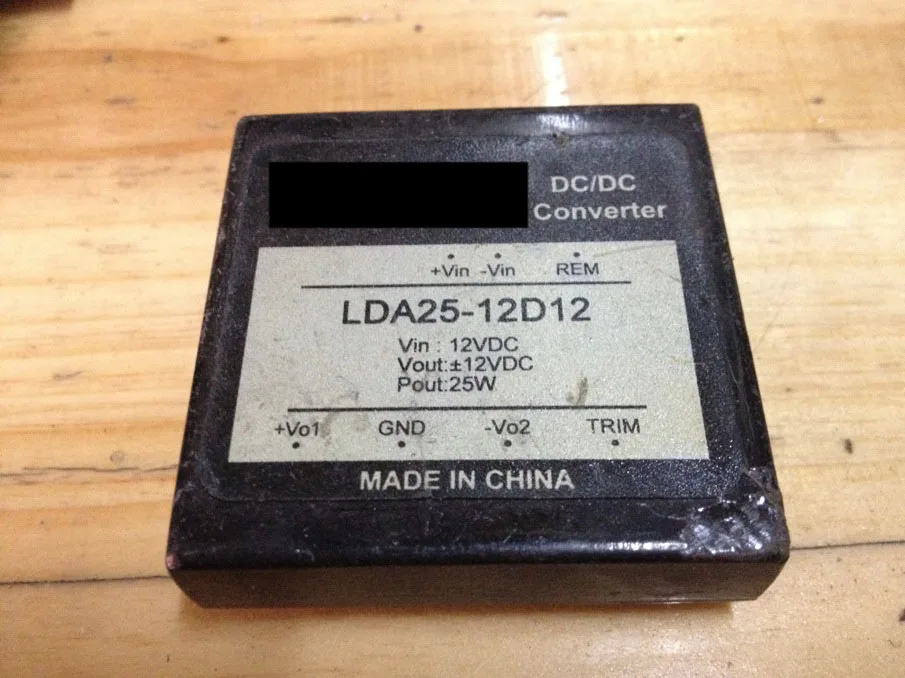 DC/DC
Converter
+Vin -Vin REM
LDA25-12D12
Vin : 12VDC
Vout:±12VDC
Pout:25W
+Vo1 GND -Vo2 TRIM
MADE IN CHINA